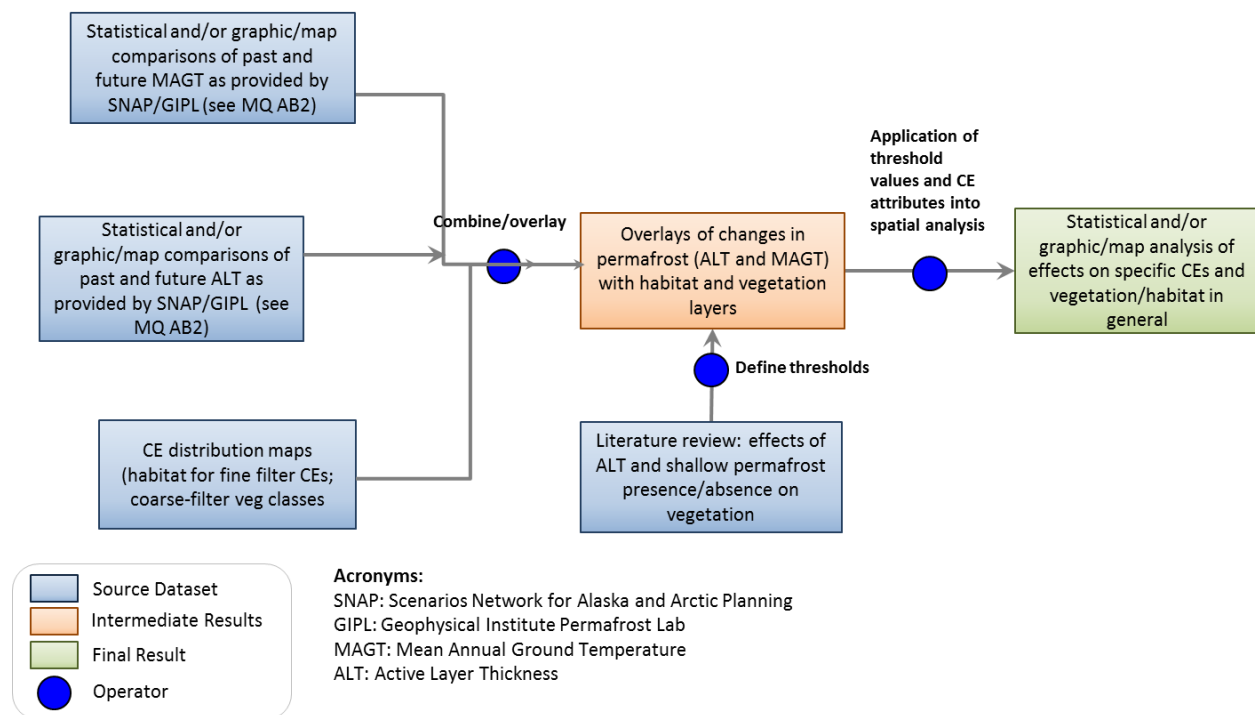 Statistical and/or graphic/map
comparisons of past and
future MAGT as provided by
SNAP/GIPL (see MQ AB2)
Statistical and/or
graphic/map comparisons of
past and future ALT as
provided by SNAP/GIPL (see
MQ AB2)
CE distribution maps
(habitat for fine filter CEs;
coarse-filter veg classes
Combine/overlay
Overlays of changes in
permafrost (ALT and MAGT)
with habitat and vegetation
layers
Define thresholds
Literature review: effects of
ALT and shallow permafrost
presence/absence on
vegetation
Application of
threshold
values and CE
attributes into
spatial analysis
Statistical and/or
graphic/map analysis of
effects on specific CEs and
vegetation/habitat in
general
Source Dataset
Intermediate Results
Final Result
Operator
Acronyms:
SNAP: Scenarios Network for Alaska and Arctic Planning
GIPL: Geophysical Institute Permafrost Lab
MAGT: Mean Annual Ground Temperature
ALT: Active Layer Thickness